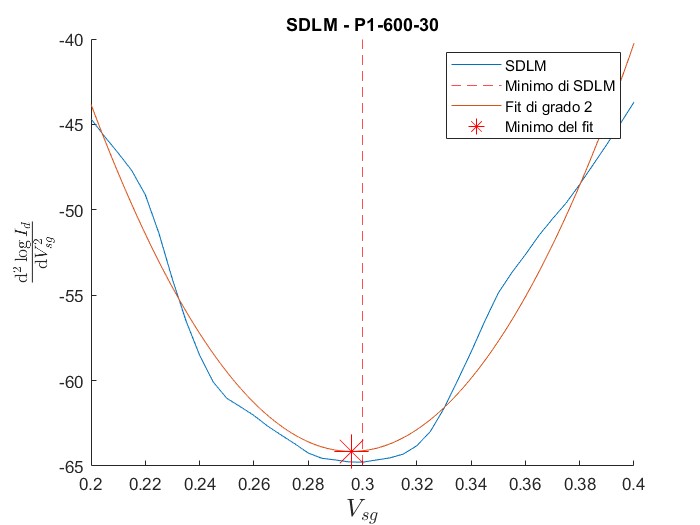 SDLM - P1-600-30
-40
-45
-50
-55
-60
-65
d² log I_d
dV²_sg
0.2 0.22 0.24 0.26 0.28 0.3 0.32 0.34 0.36 0.38 0.4
V_sg
SDLM
Minimo di SDLM
Fit di grado 2
Minimo del fit